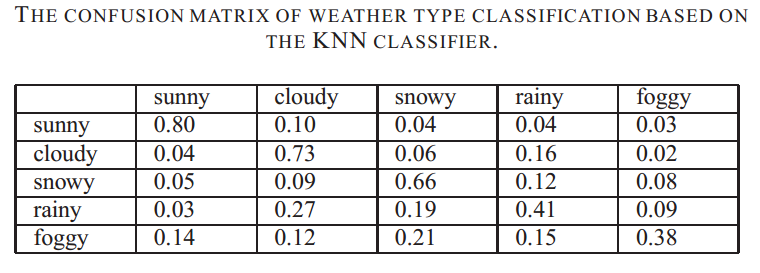 THE CONFUSION MATRIX OF WEATHER TYPE CLASSIFICATION BASED ON
THE KNN CLASSIFIER.
sunny cloudy snowy rainy foggy
sunny 0.80 0.10 0.04 0.04 0.03
cloudy 0.04 0.73 0.06 0.16 0.02
snowy 0.05 0.09 0.66 0.12 0.08
rainy 0.03 0.27 0.19 0.41 0.09
foggy 0.14 0.12 0.21 0.15 0.38